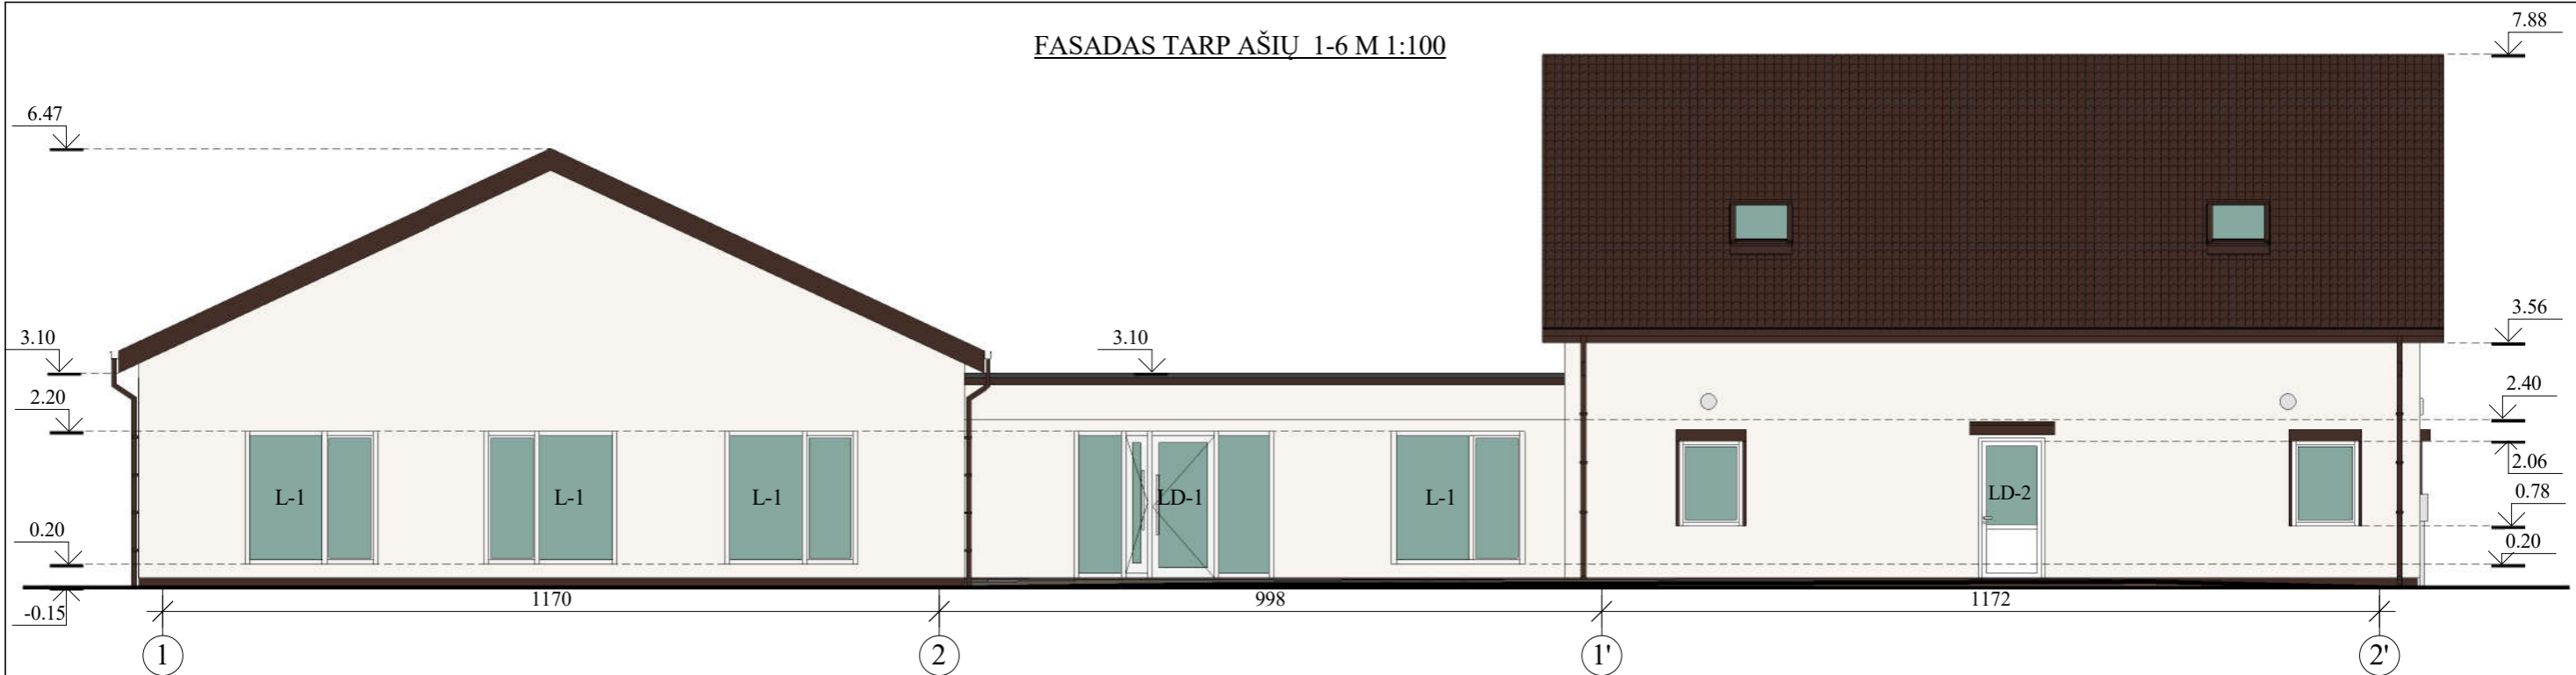 FASADAS TARP AŠIŲ 1-6 M 1:100
7.88
6.47
3.56
3.10
3.10
2.40
2.20
2.06
L-1
L-1
L-1
LD-1
L-1
LD-2
0.78
0.20
0.20
-0.15
1170
998
1172
1
2
1'
2'